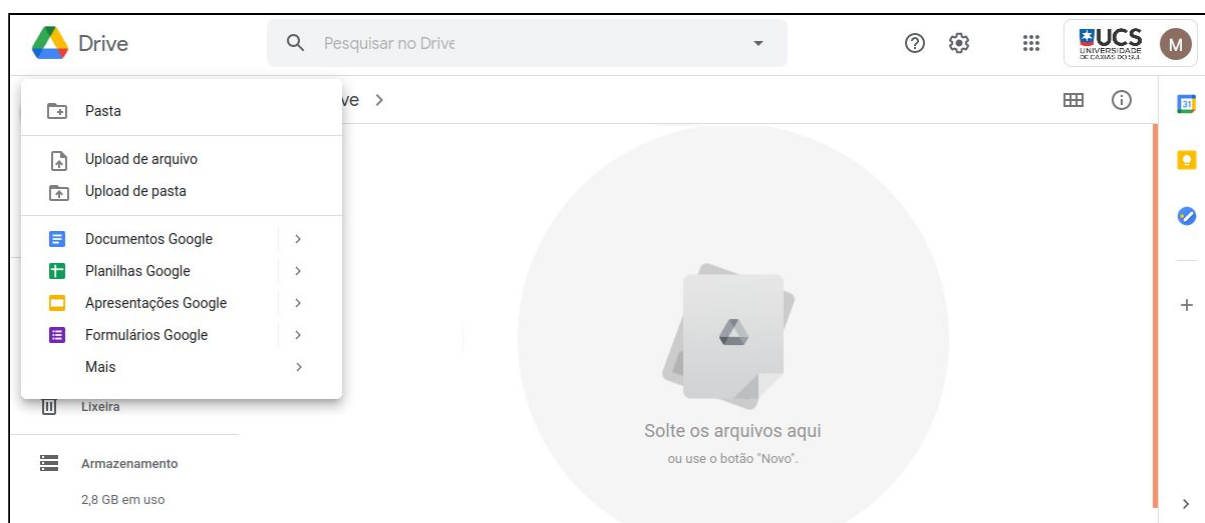 Drive
Pesquisar no Drive
UCS
UNIVERSIDADE
DE CAXIAS DO SUL
M
Pasta
ve >
31
Upload de arquivo
Upload de pasta
Documentos Google
Planilhas Google
Apresentações Google
Formulários Google
Mais
Lixeira
Solte os arquivos aqui
ou use o botão "Novo".
Armazenamento
2,8 GB em uso